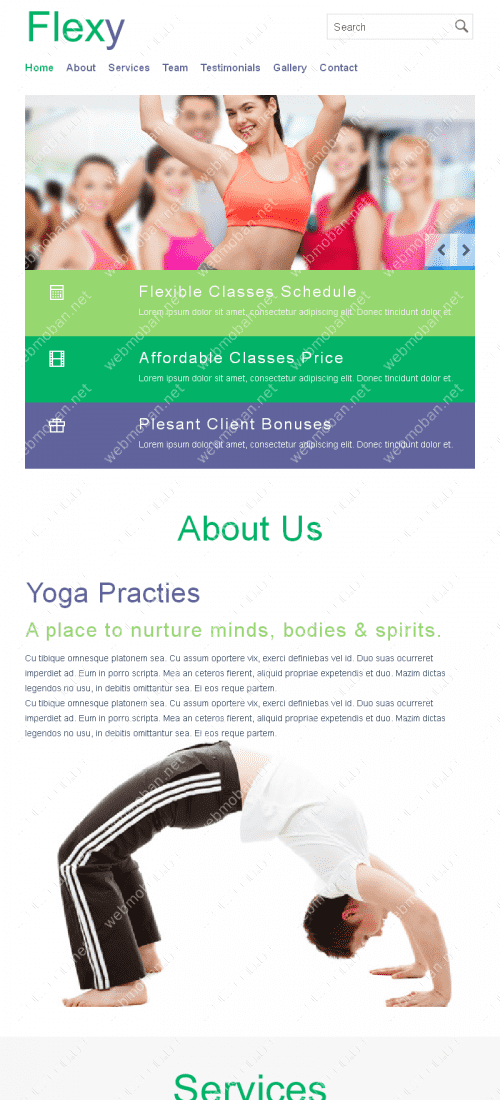 Flexy
Search
Home About Services Team Testimonials Gallery Contact
Flexible Classes Schedule
Lorem ipsum dolor sit amet, consectetur adipiscing elit. Donec tincidunt dolor et.
Affordable Classes Price
Lorem ipsum dolor sit amet, consectetur adipiscing elit. Donec tincidunt dolor et.
Plesant Client Bonuses
Lorem ipsum dolor sit amet, consectetur adipiscing elit. Donec tincidunt dolor et.
About Us
Yoga Practies
A place to nurture minds, bodies & spirits.
Cu tibique omnesque platonem sea. Cu assum oportere vix, exerci definiebas vel id. Duo suas ocurreret
imperdiet ad. Eum in porro scripta. Mea an ceteros fierent, aliquid propriae expetendis et duo. Mazim dictas
legendos no usu, in debitis omittantur sea. Ei eos reque partem.
Cu tibique omnesque platonem sea. Cu assum oportere vix, exerci definiebas vel id. Duo suas ocurreret
imperdiet ad. Eum in porro scripta. Mea an ceteros fierent, aliquid propriae expetendis et duo. Mazim dictas
legendos no usu, in debitis omittantur sea. Ei eos reque partem.
Services
webmoban.net